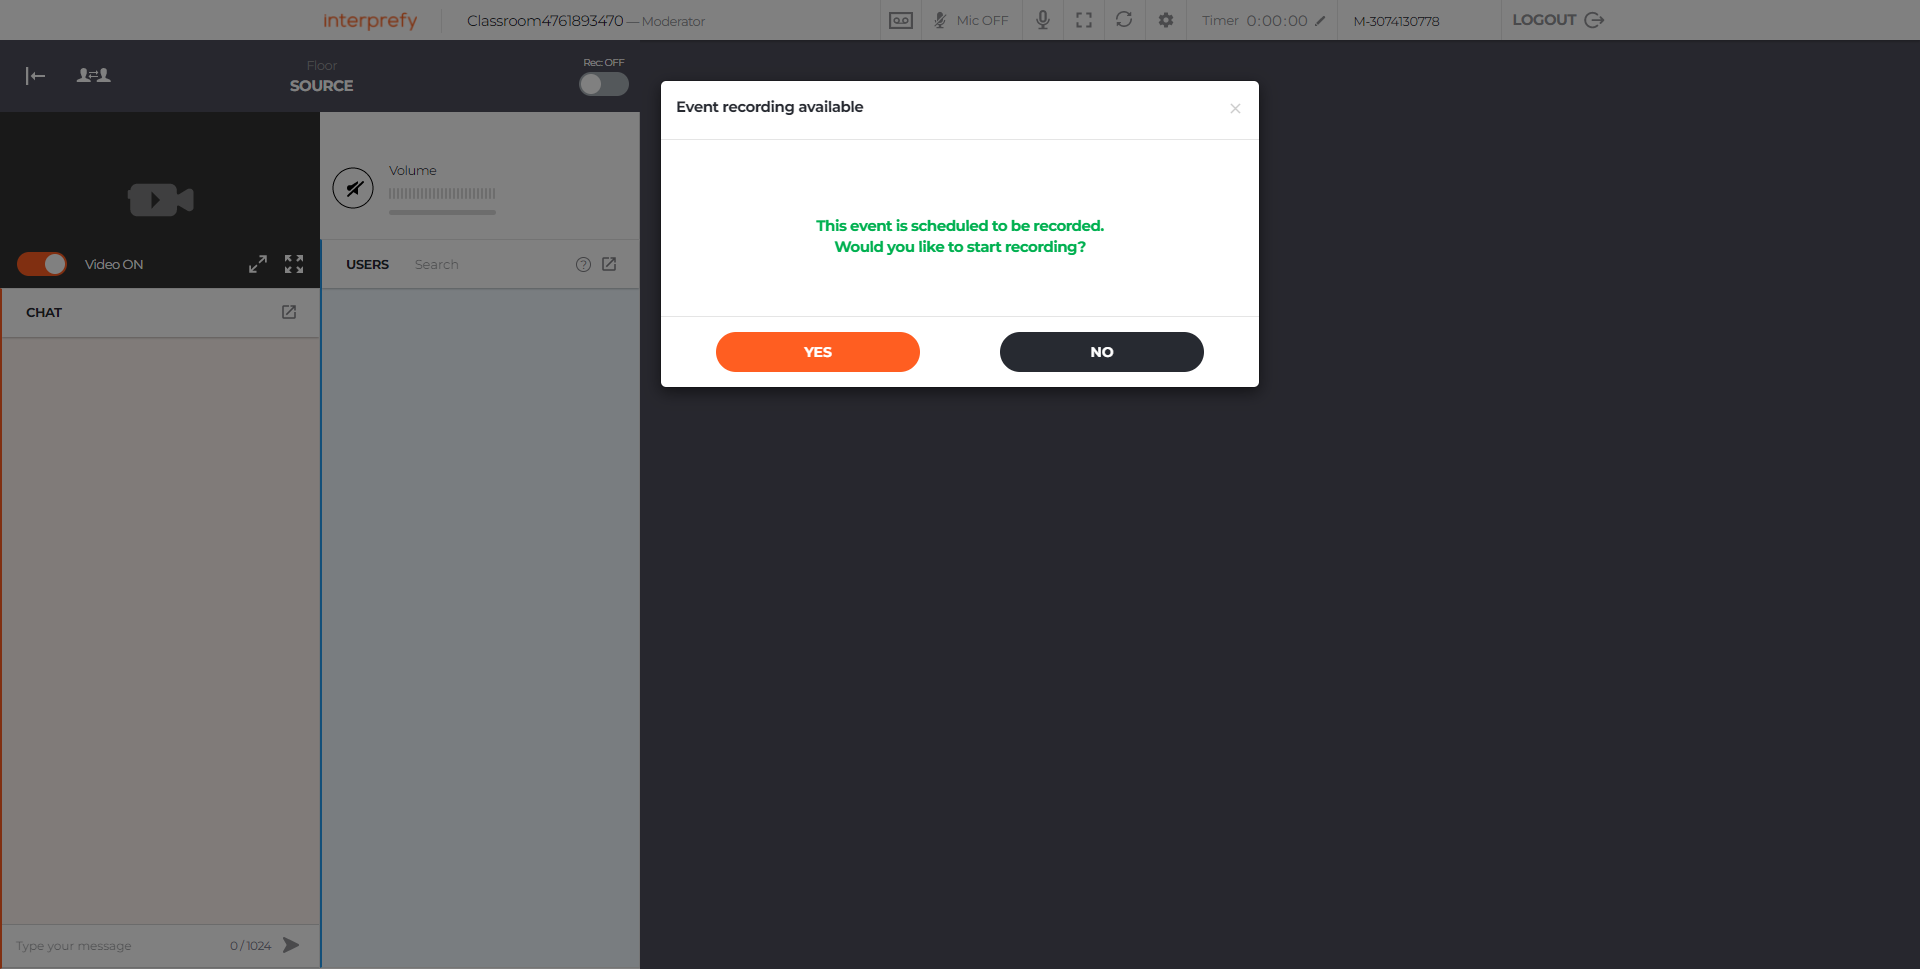 interprefy
Classroom4761893470 — Moderator
Mic OFF
Timer 0:00:00
M-3074130778
LOGOUT
Floor
SOURCE
Rec: OFF
Event recording available
Volume
This event is scheduled to be recorded.
Would you like to start recording?
Video ON
USERS
Search
CHAT
YES
NO
Type your message
0 / 1024